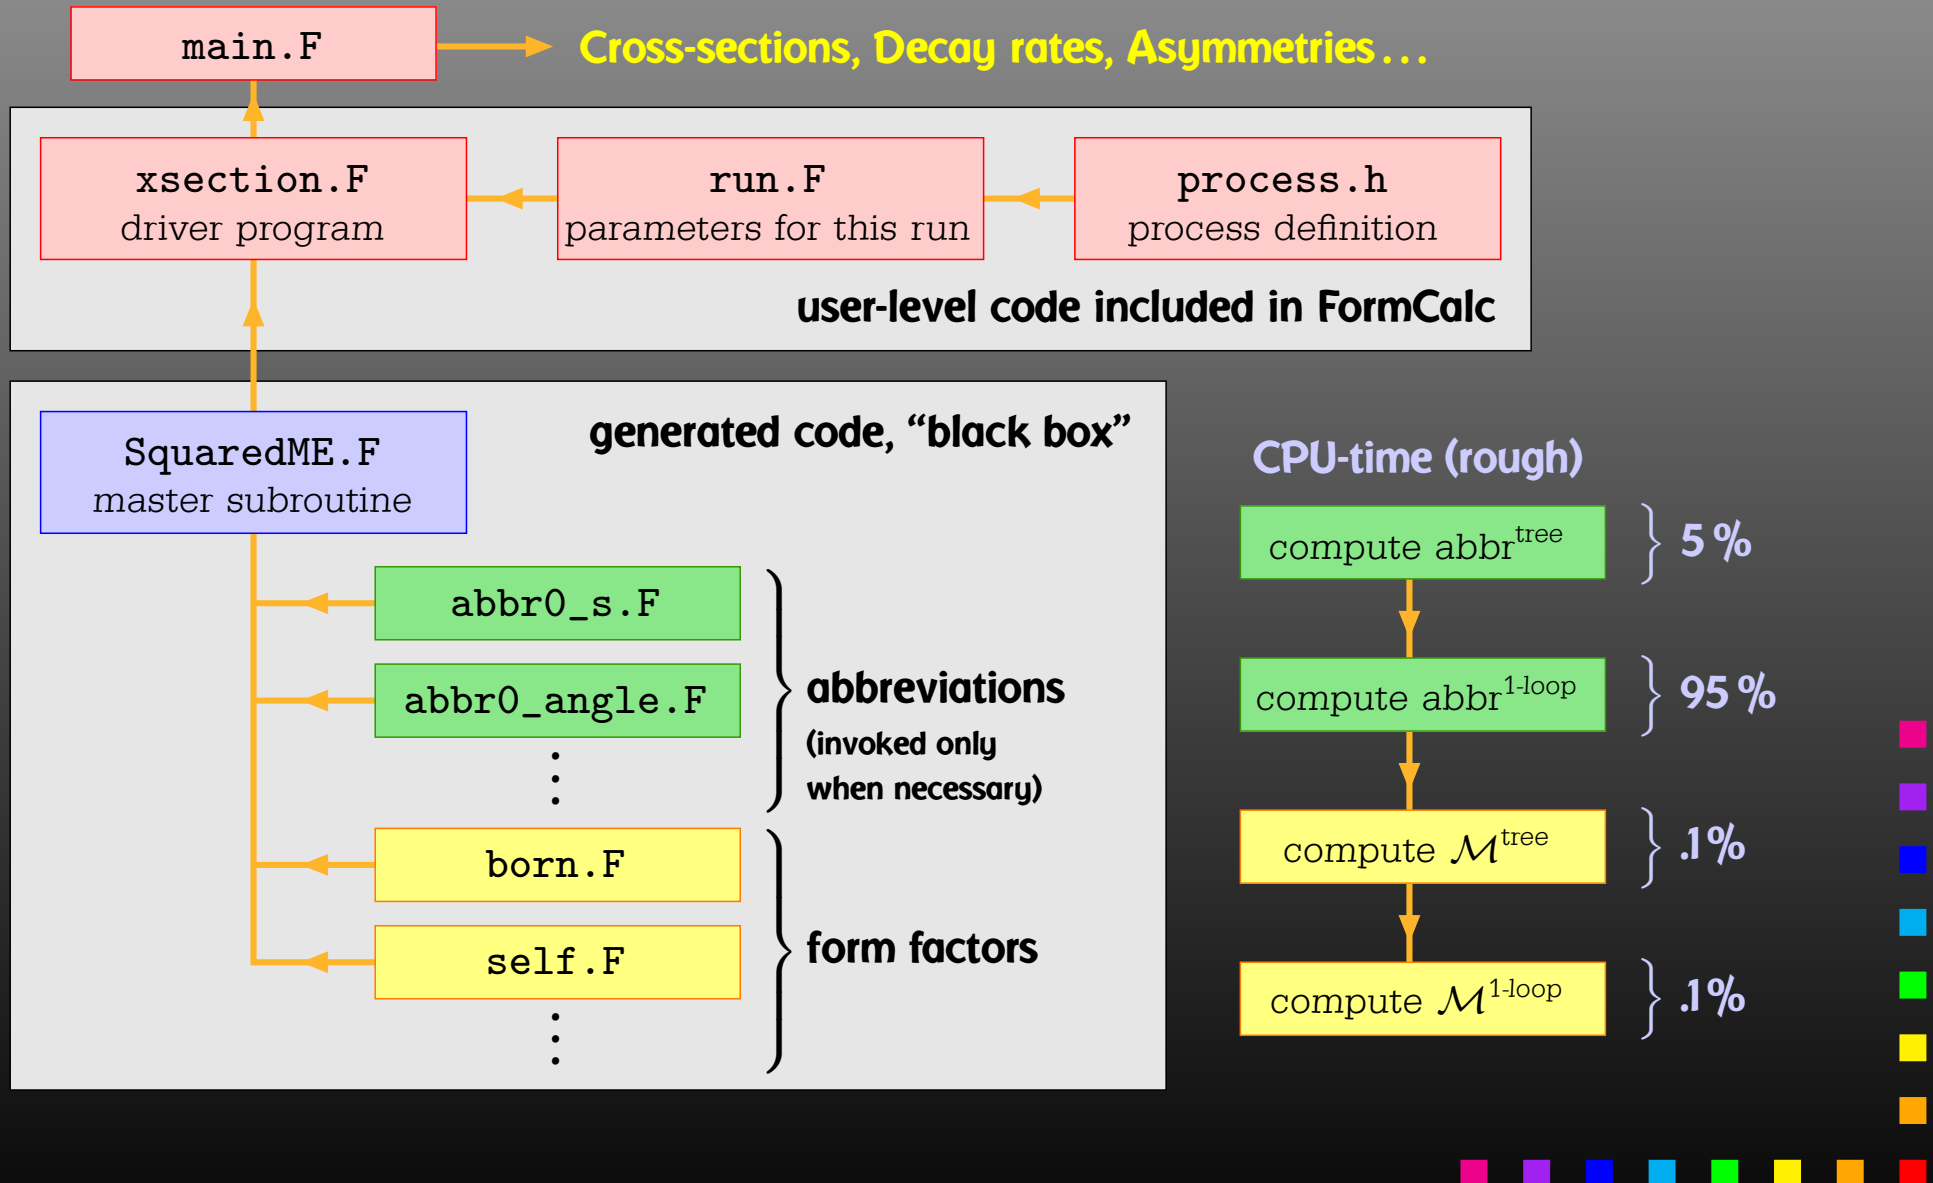 main.F
Cross-sections, Decay rates, Asymmetries...
xsection.F
driver program
run.F
parameters for this run
process.h
process definition
user-level code included in FormCalc
generated code, “black box”
SquaredME.F
master subroutine
abbr0_s.F
abbr0_angle.F
⋮
abbreviations
(invoked only
when necessary)
born.F
self.F
⋮
form factors
CPU-time (rough)
compute abbr^tree
5 %
compute abbr^1-loop
95 %
compute ℳ^tree
.1%
compute ℳ^1-loop
.1%